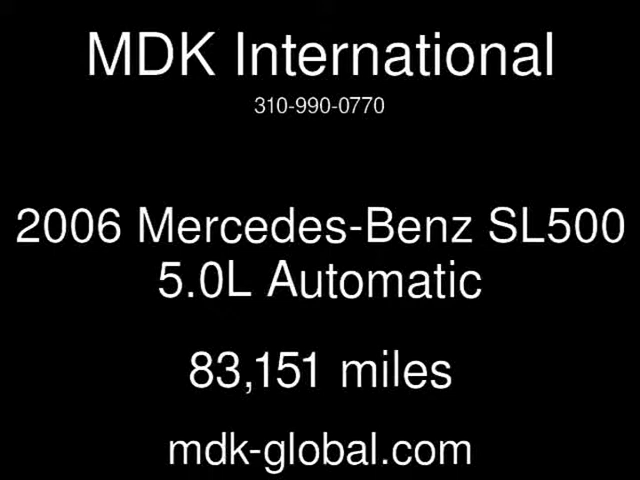 MDK International
310-990-0770
2006 Mercedes-Benz SL500
5.0L Automatic
83,151 miles
mdk-global.com